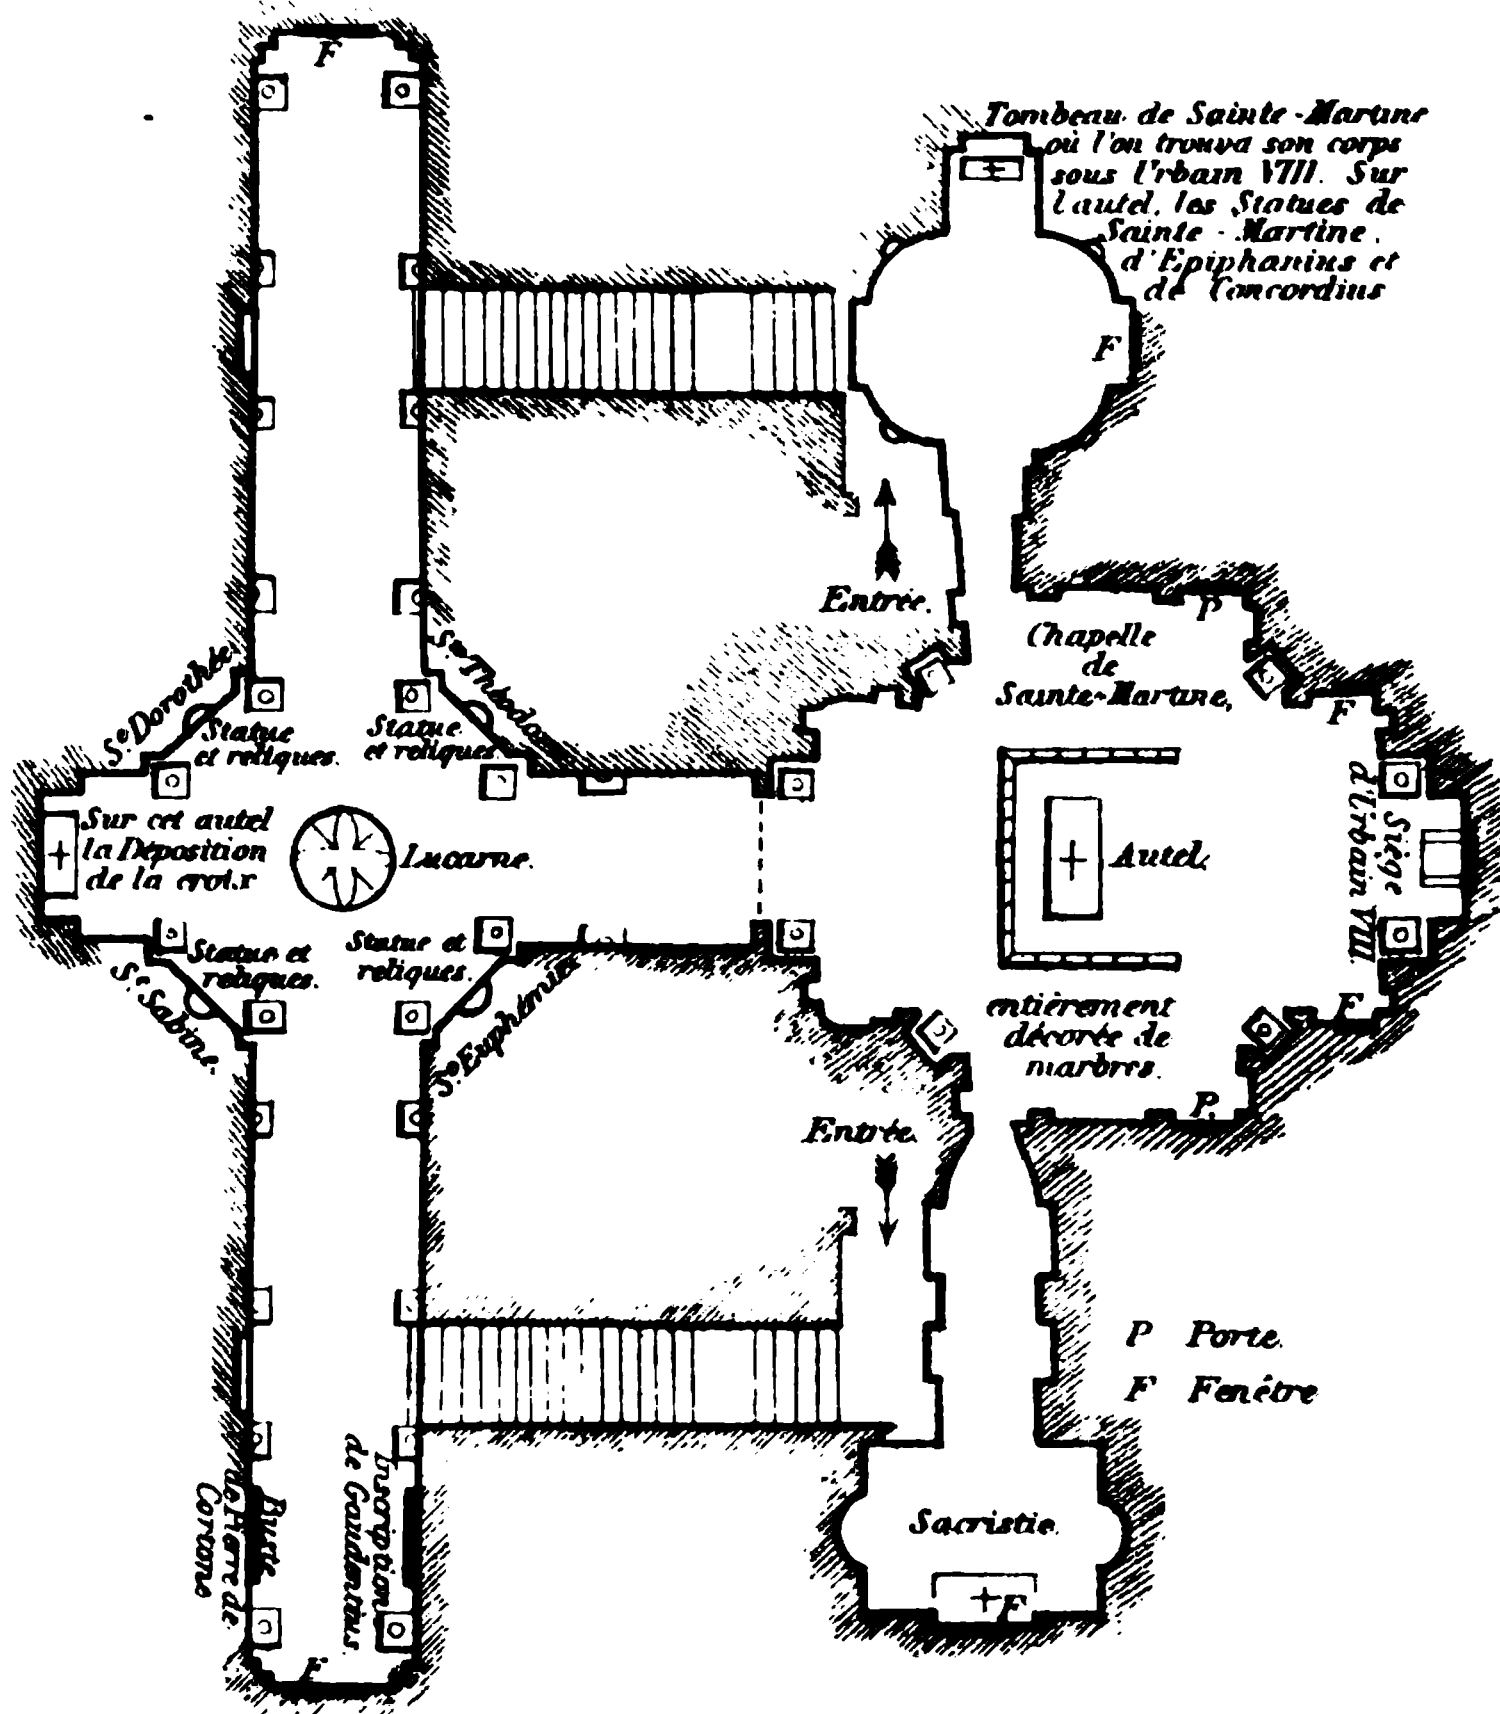 F
Tombeau de Sainte-Martine
où l'on trouva son corps
sous Urbain VIII. Sur
l'autel, les Statues de
Sainte-Martine,
d'Epiphanius et
de Concordius
F
Entrée.
P
Chapelle
de
Sainte-Martine,
F
Ste Dorothée
Ste Théodora
Statue
et reliques.
Statue
et reliques.
Sur cet autel
la Déposition
de la croix
Lucarne.
Autel,
Siège
d'Urbain VIII.
Statue et
reliques.
Statue et
reliques.
Ste Sabine.
Ste Euphémie
entièrement
décorée de
marbres.
F
P.
Entrée.
P Porte.
F Fenêtre
Buste
de Pierre de
Cortone
Inscription
de Gaudentius
Sacristie.
F
F